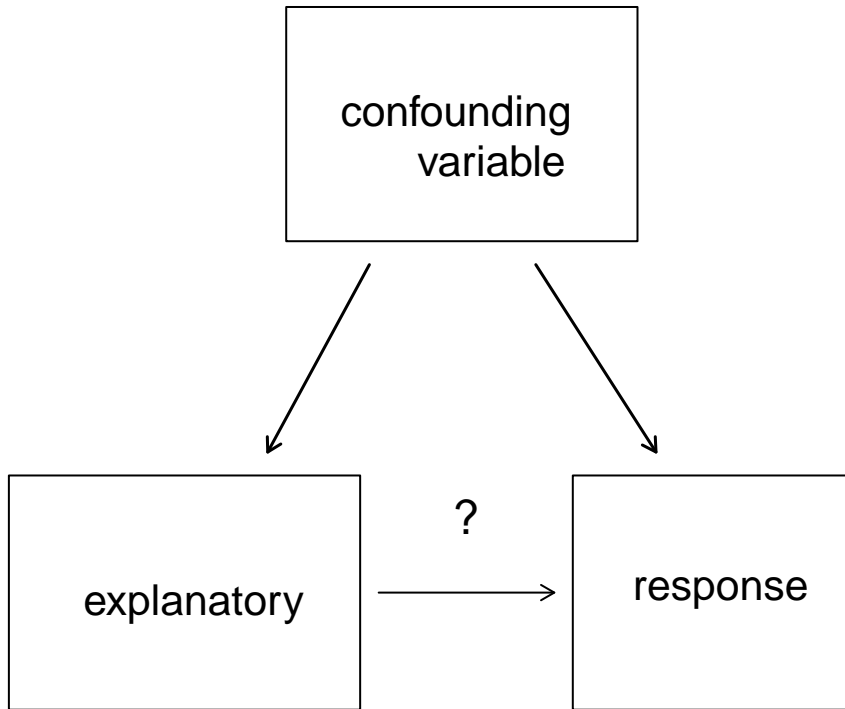 confounding
variable
?
explanatory
response